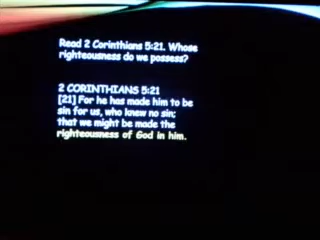 Read 2 Corinthians 5:21. Whose
righteousness do we possess?
2 CORINTHIANS 5:21
[21] For he has made him to be
sin for us, who knew no sin;
that we might be made the
righteousness of God in him.